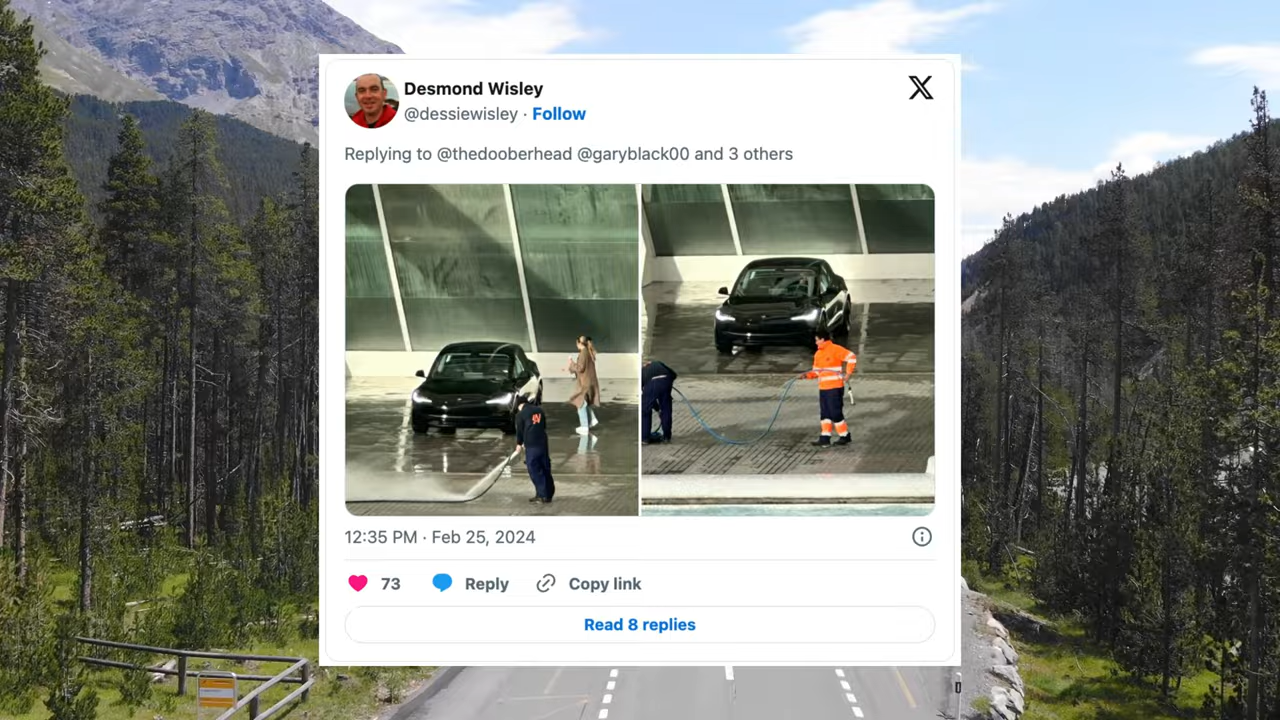 Desmond Wisley
@dessiewisley · Follow
Replying to @thedooberhead @garyblack00 and 3 others
12:35 PM · Feb 25, 2024
73 Reply Copy link
Read 8 replies